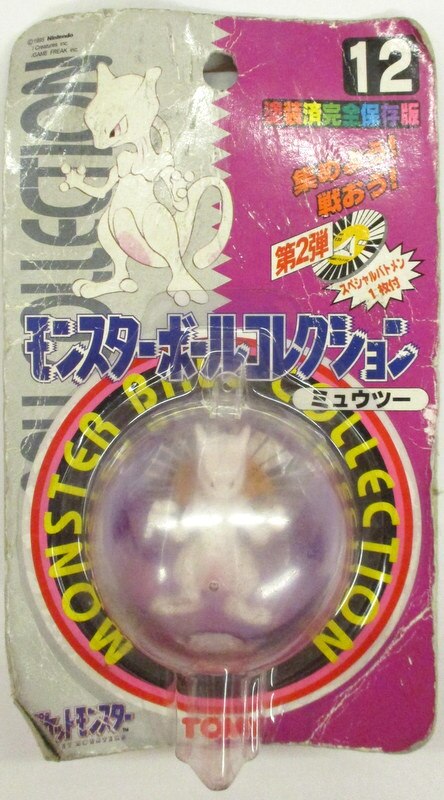 ©1995 Nintendo
Creatures inc.
GAME FREAK inc.
12
塗装済完全保存版
集めよう!
戦おう!
第2弾
スペシャルバトメン
1枚付
モンスターボールコレクション
ミュウツー
MONSTER BALL COLLECTION
ポケットモンスター
TOMY